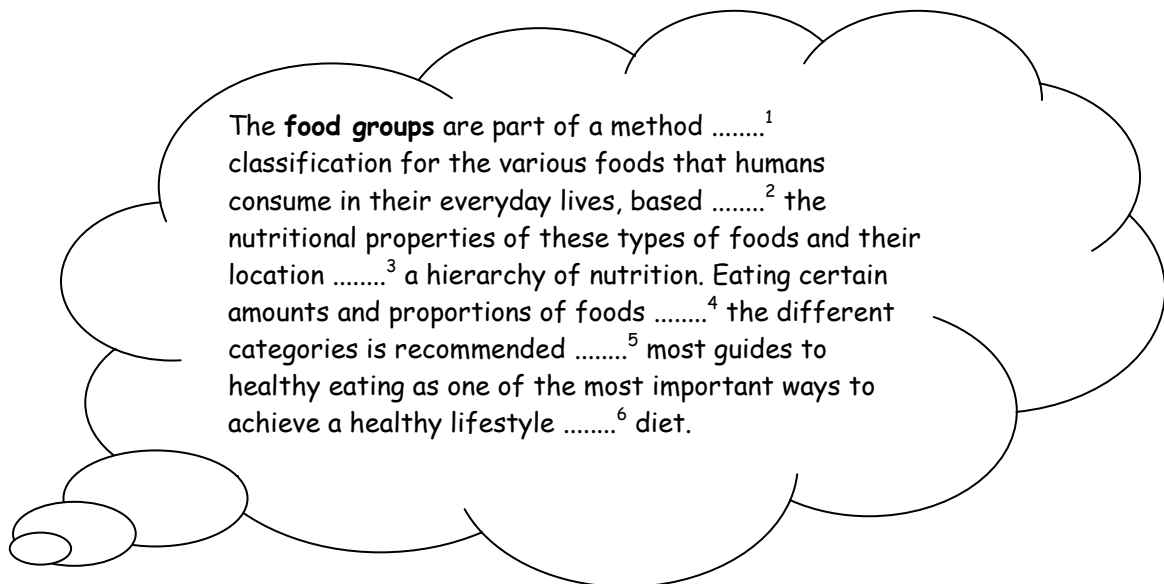 The food groups are part of a method ........¹
classification for the various foods that humans
consume in their everyday lives, based ........² the
nutritional properties of these types of foods and their
location ........³ a hierarchy of nutrition. Eating certain
amounts and proportions of foods ........⁴ the different
categories is recommended ........⁵ most guides to
healthy eating as one of the most important ways to
achieve a healthy lifestyle ........⁶ diet.